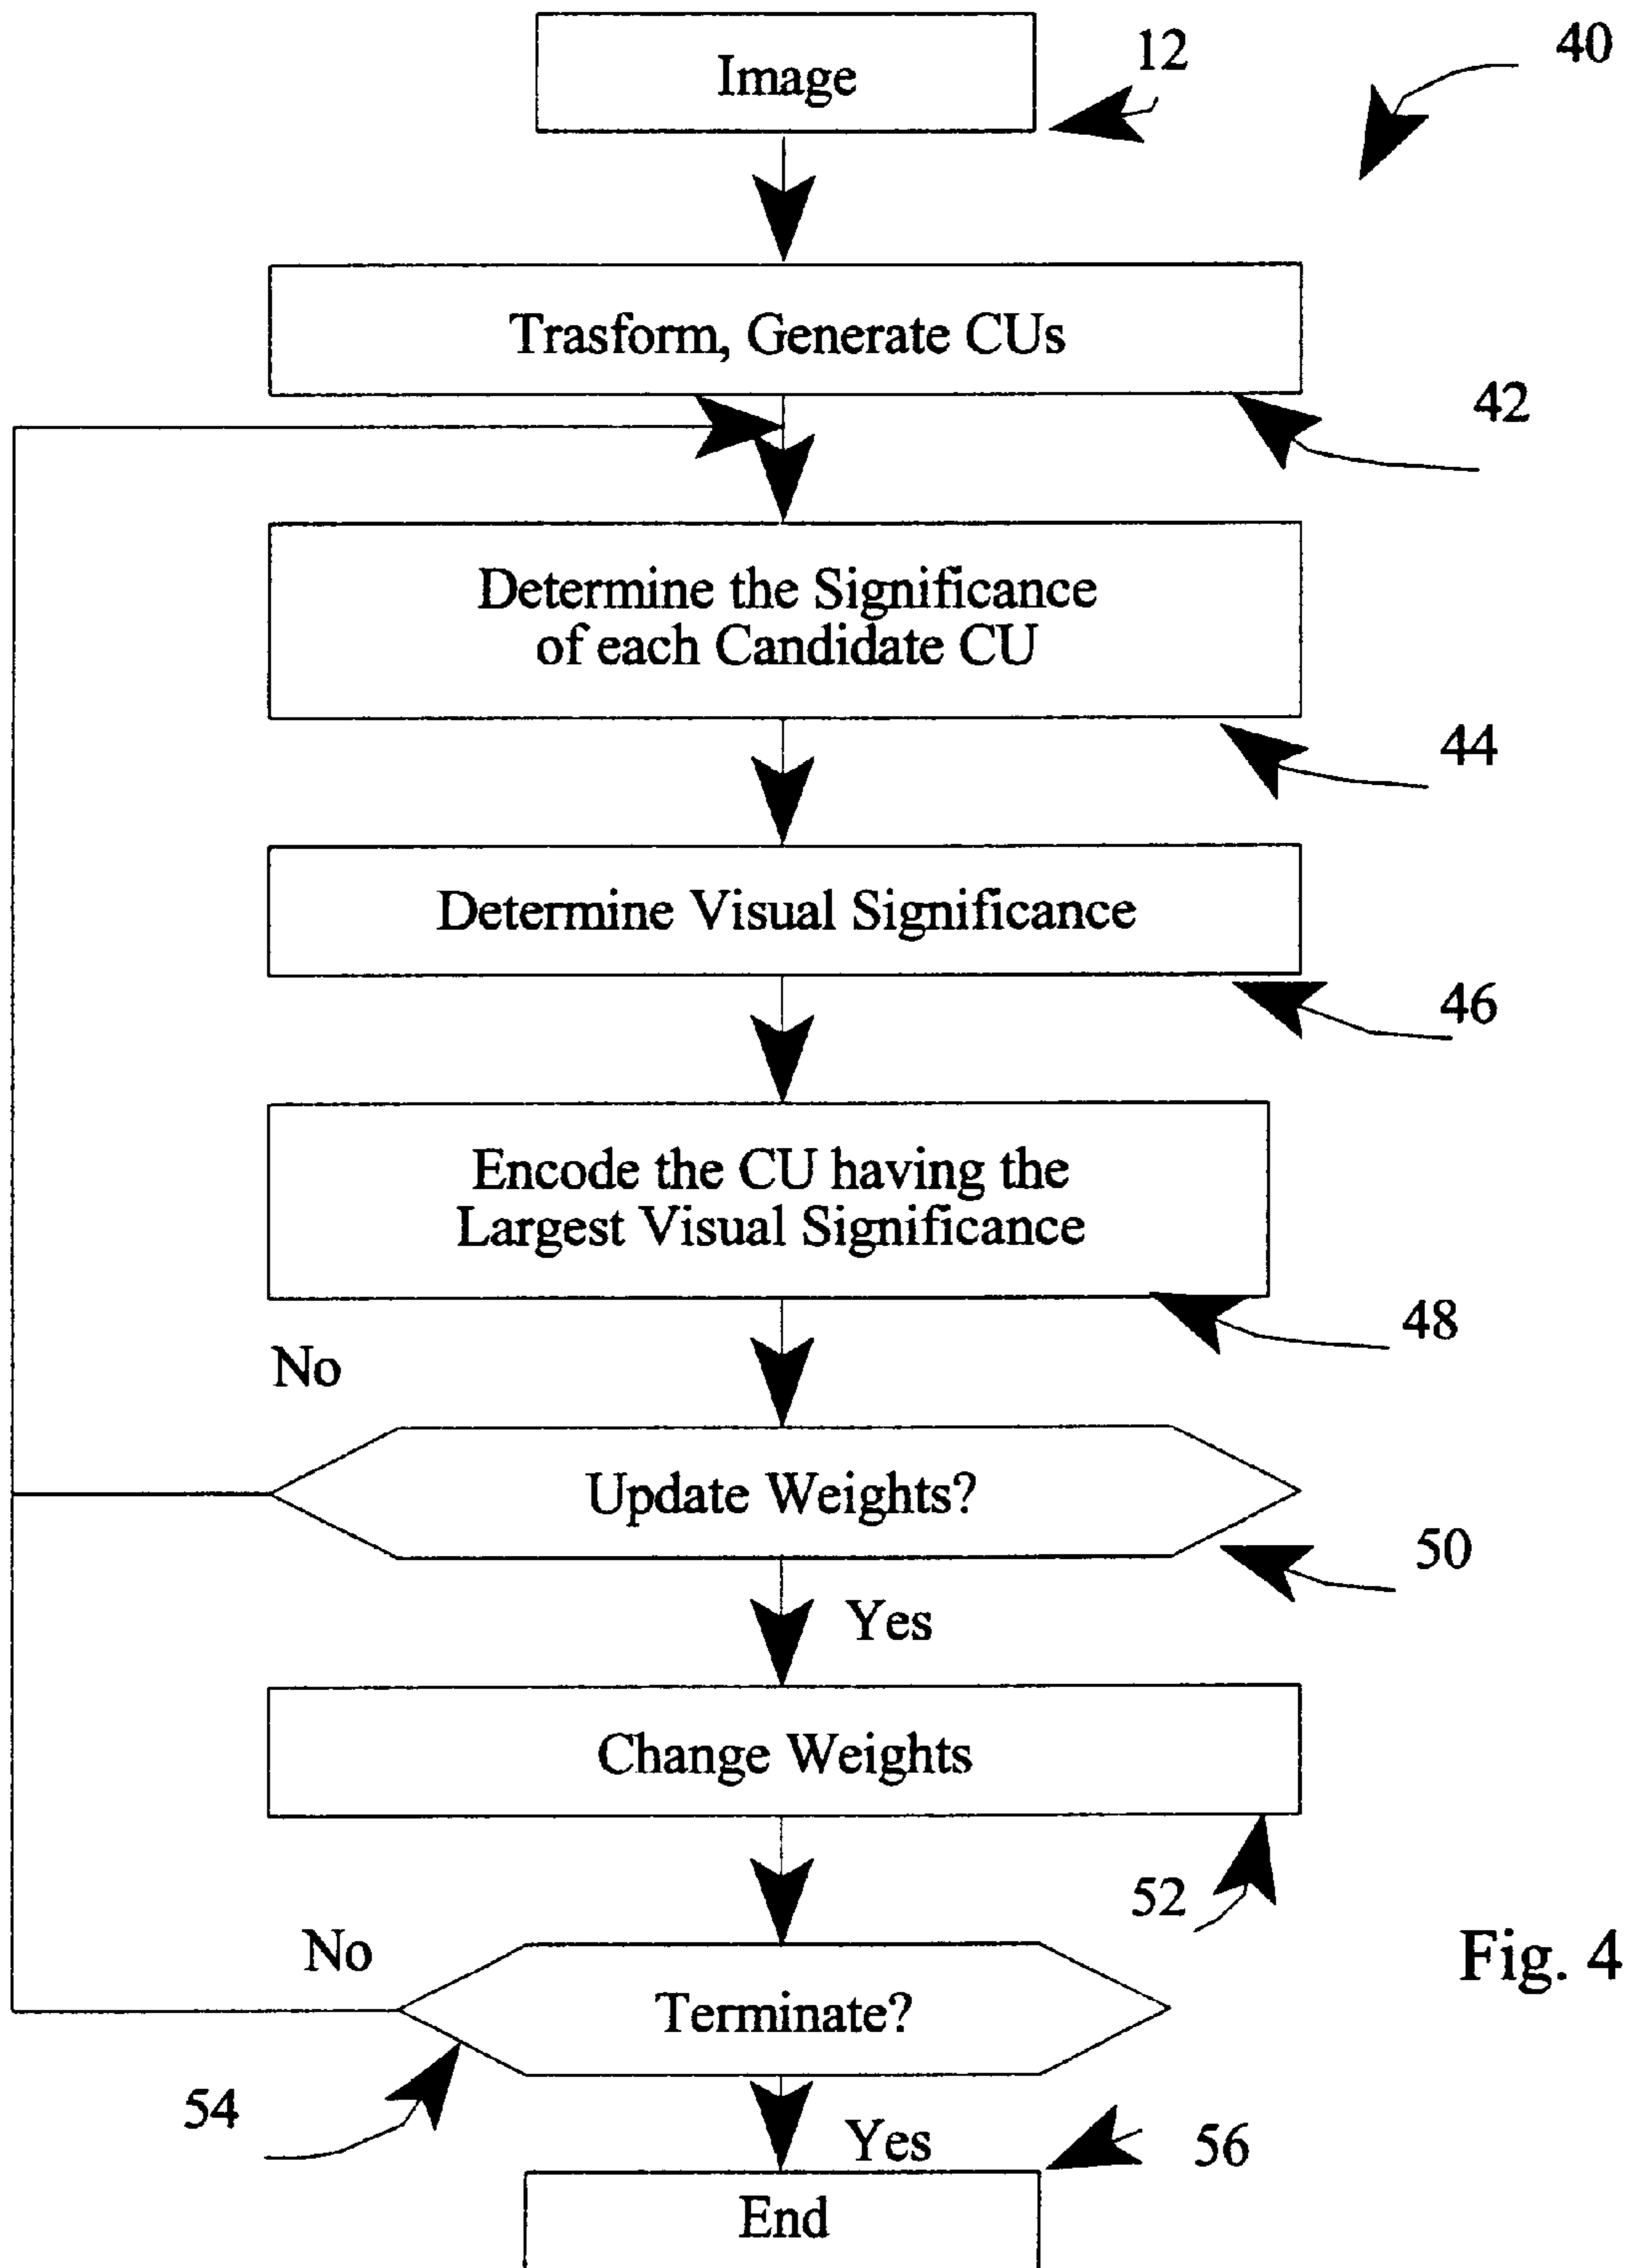 Image
12
40
Trasform, Generate CUs
42
Determine the Significance
of each Candidate CU
44
Determine Visual Significance
46
Encode the CU having the
Largest Visual Significance
48
No
Update Weights?
50
Yes
Change Weights
52
Fig. 4
No
Terminate?
54
Yes
56
End